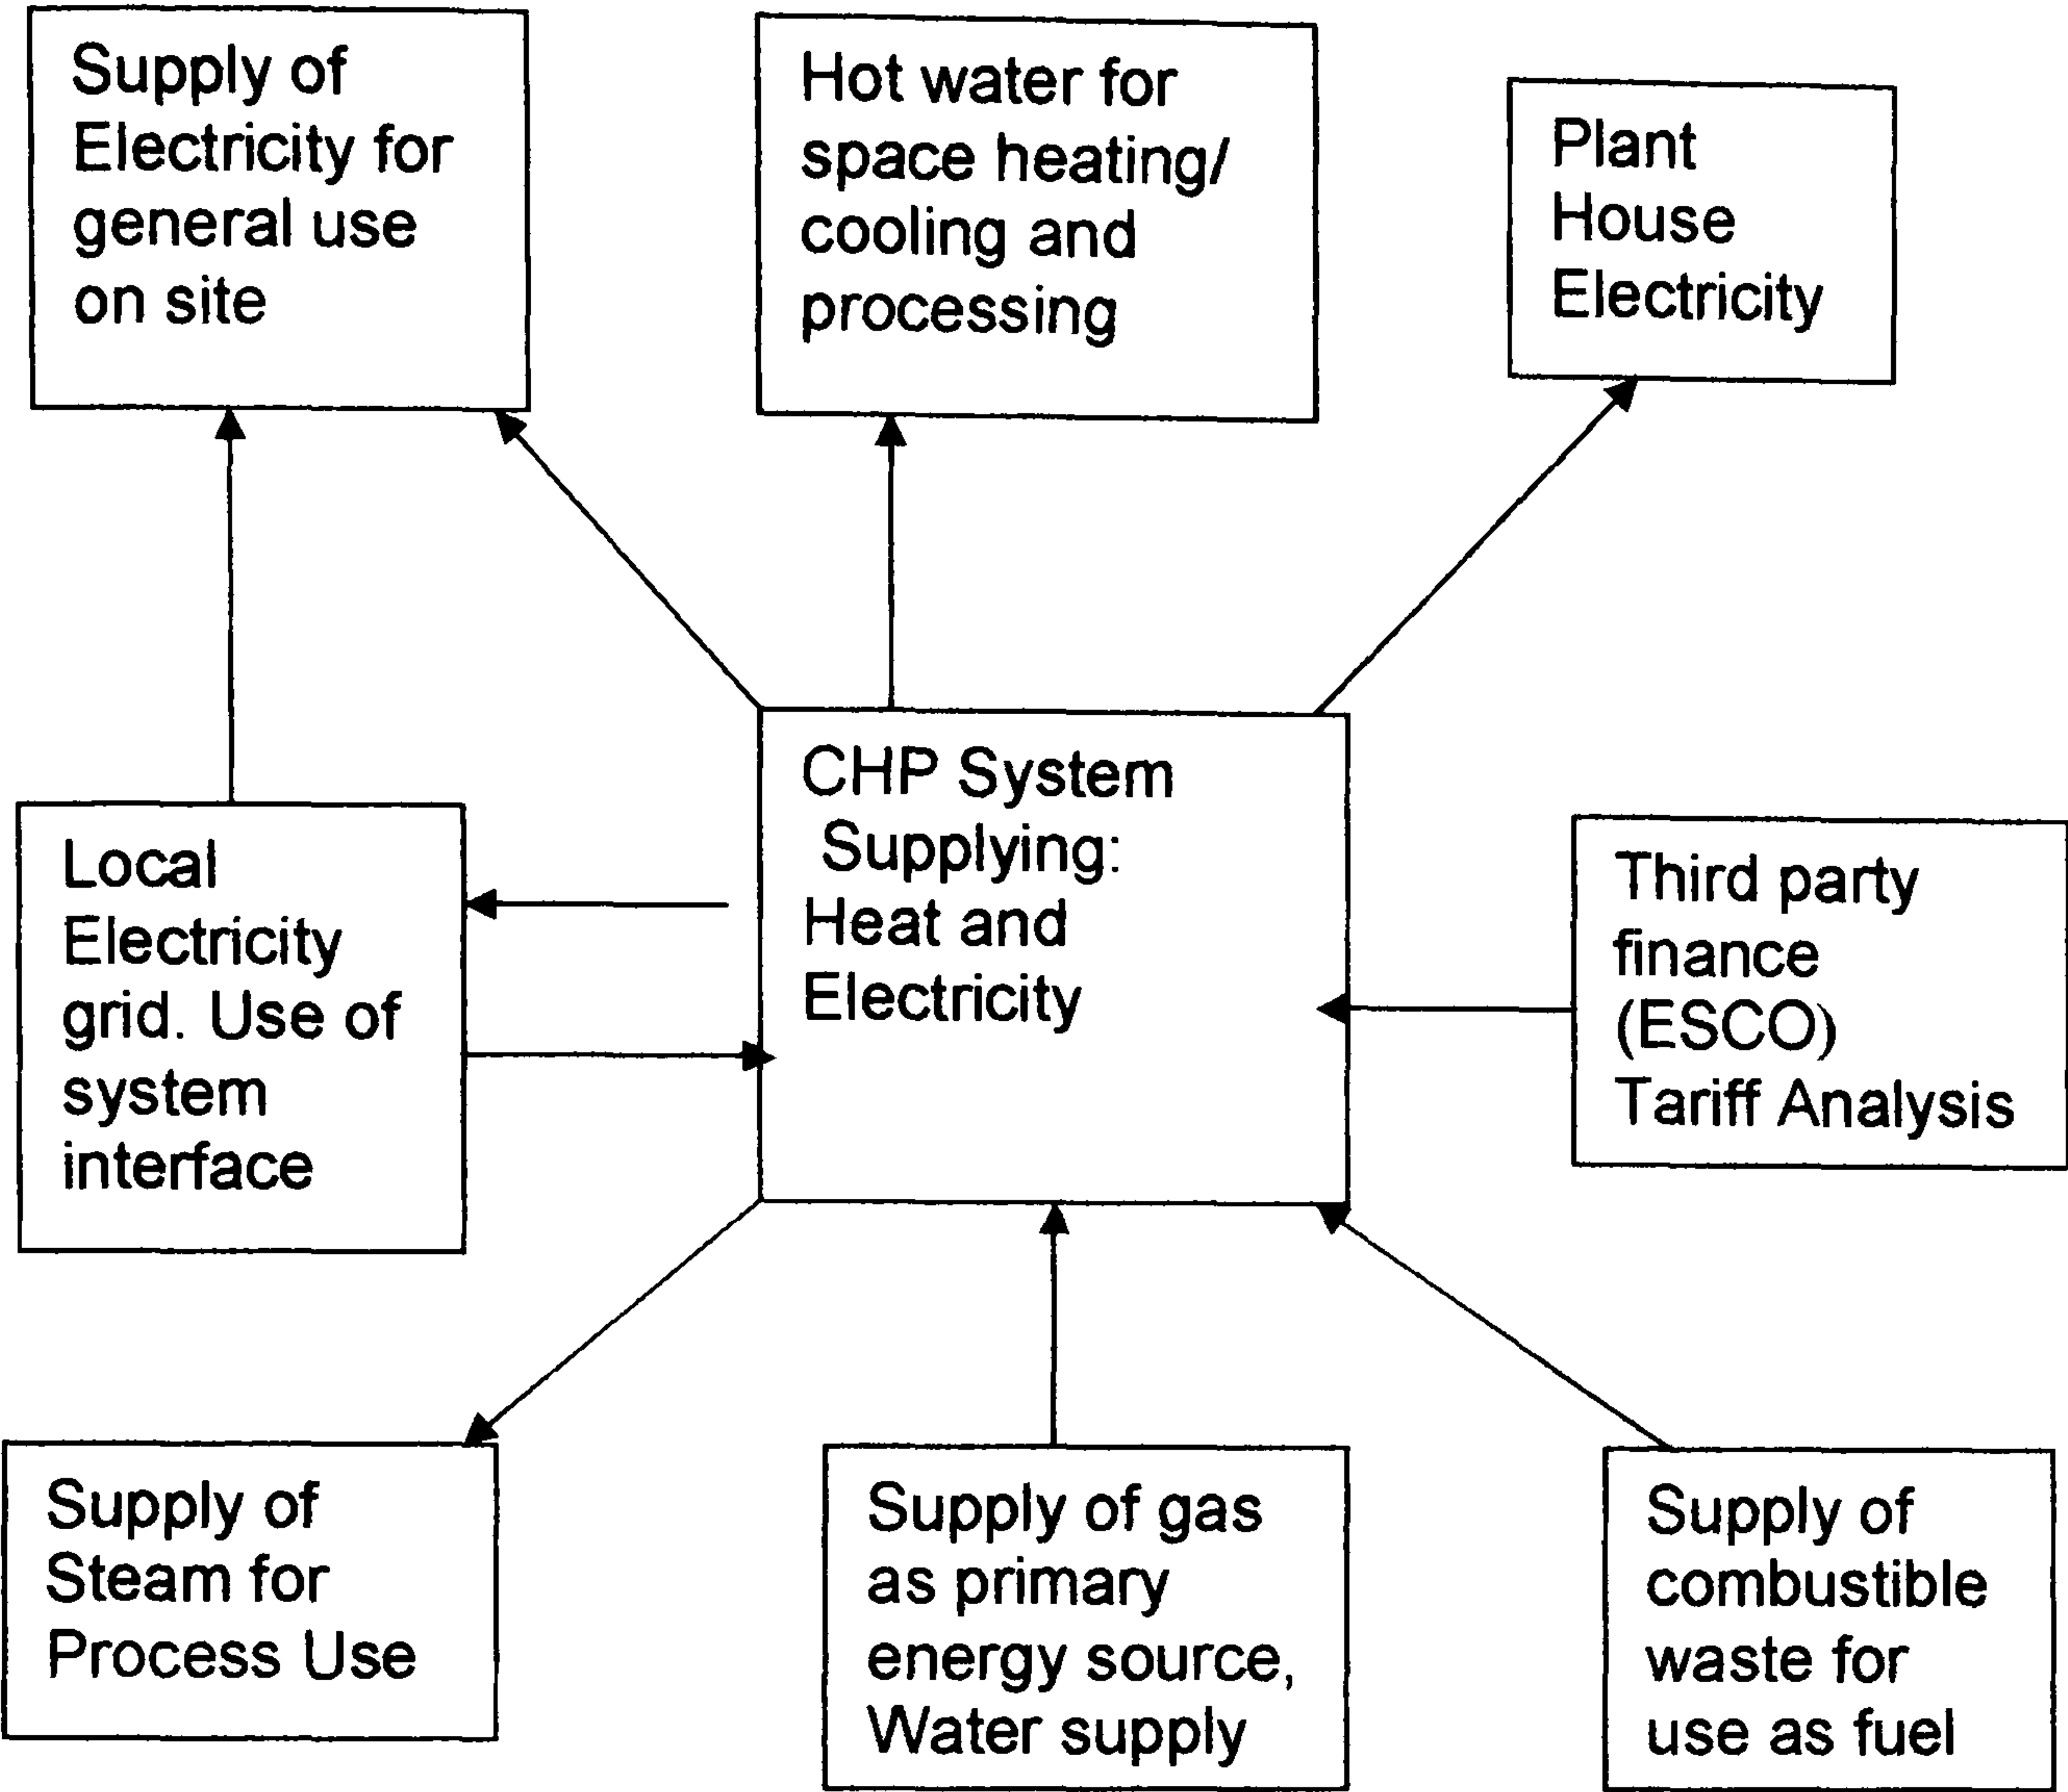 Supply of
Electricity for
general use
on site
Hot water for
space heating/
cooling and
processing
Plant
House
Electricity
Local
Electricity
grid. Use of
system
interface
CHP System
Supplying:
Heat and
Electricity
Third party
finance
(ESCO)
Tariff Analysis
Supply of
Steam for
Process Use
Supply of gas
as primary
energy source,
Water supply
Supply of
combustible
waste for
use as fuel